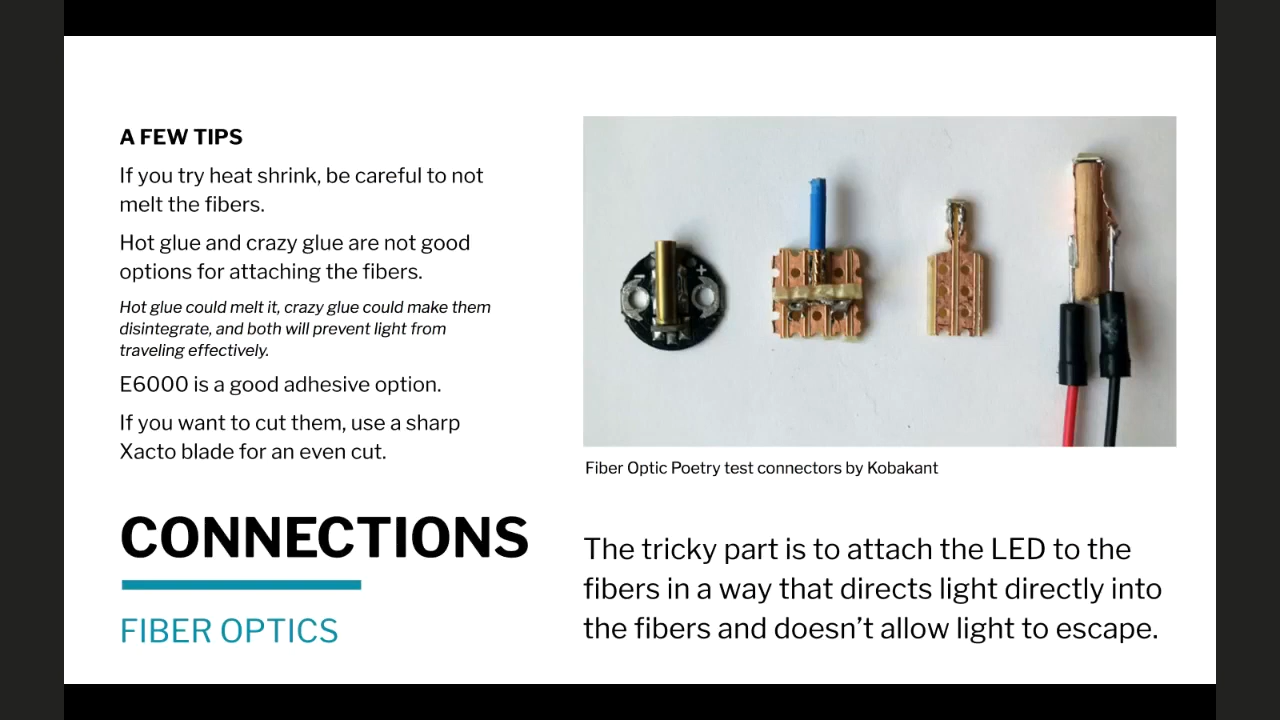 A FEW TIPS
If you try heat shrink, be careful to not
melt the fibers.
Hot glue and crazy glue are not good
options for attaching the fibers.
Hot glue could melt it, crazy glue could make them
disintegrate, and both will prevent light from
traveling effectively.
E6000 is a good adhesive option.
If you want to cut them, use a sharp
Xacto blade for an even cut.
CONNECTIONS
FIBER OPTICS
- +
Fiber Optic Poetry test connectors by Kobakant
The tricky part is to attach the LED to the
fibers in a way that directs light directly into
the fibers and doesn’t allow light to escape.